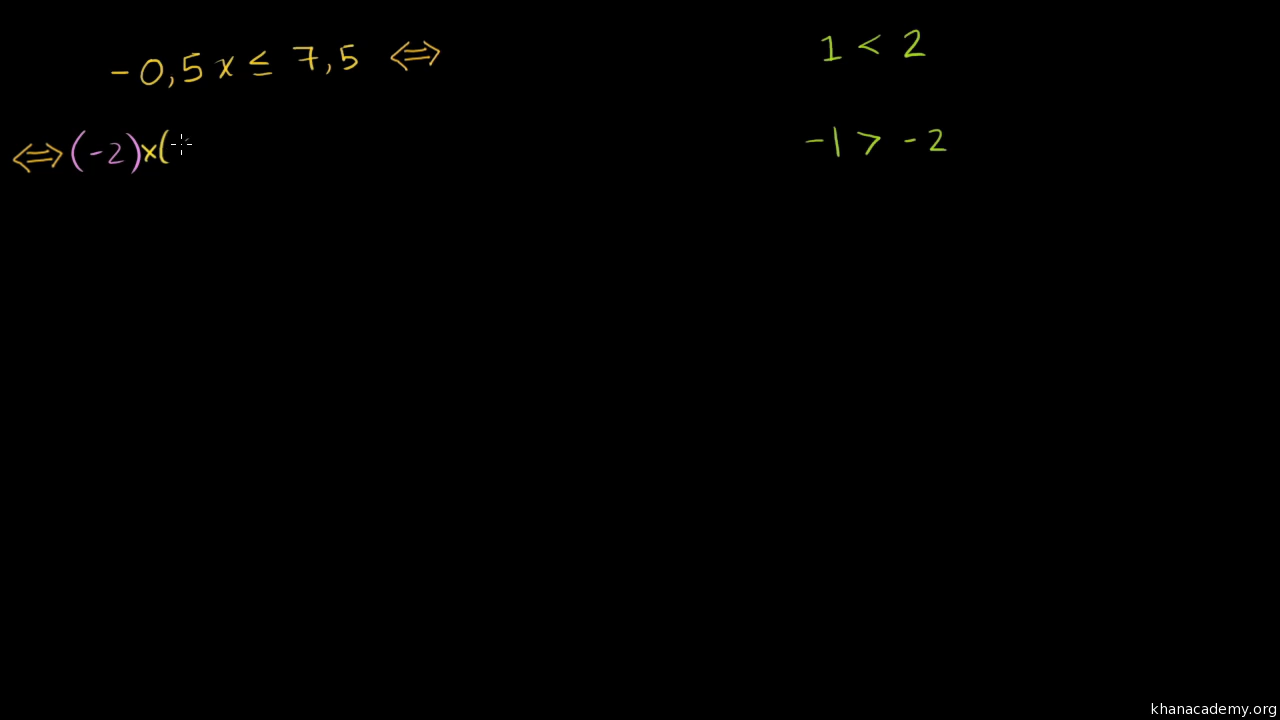 -0,5 x ≤ 7,5 ⇔
1 < 2
⇔ (-2)×(
-1 > -2
khanacademy.org